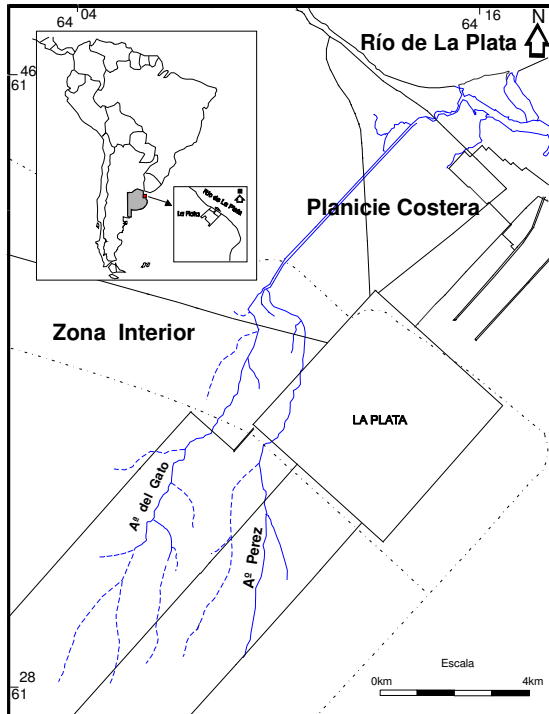 04
64
16
64
Río de La Plata
46
61
Río de La Plata
La Plata
Planicie Costera
Zona Interior
LA PLATA
Aº del Gato
Aº Perez
28
61
Escala
0km
4km